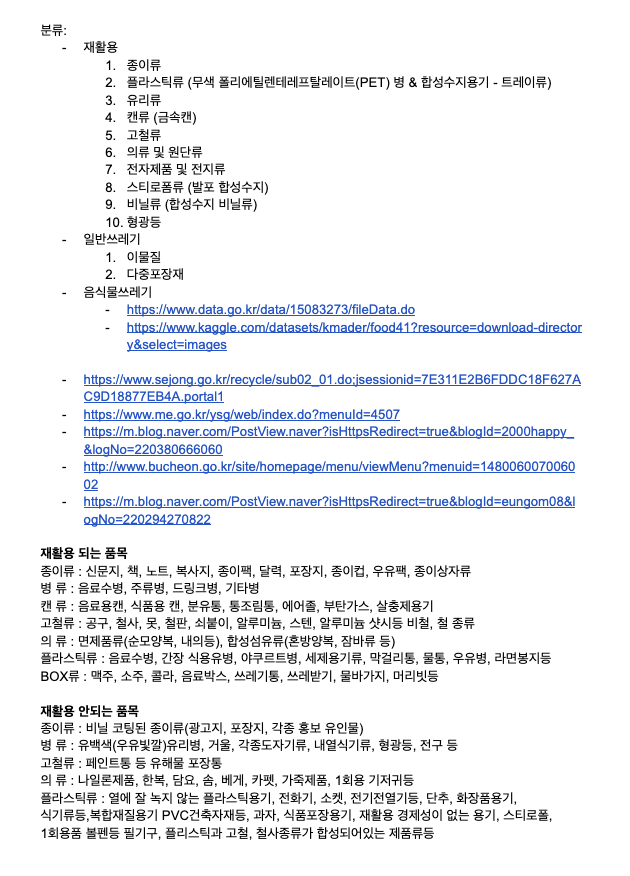 분류:
- 재활용
1. 종이류
2. 플라스틱류 (무색 폴리에틸렌테레프탈레이트(PET) 병 & 합성수지용기 - 트레이류)
3. 유리류
4. 캔류 (금속캔)
5. 고철류
6. 의류 및 원단류
7. 전자제품 및 전지류
8. 스티로폼류 (발포 합성수지)
9. 비닐류 (합성수지 비닐류)
10. 형광등
- 일반쓰레기
1. 이물질
2. 다중포장재
- 음식물쓰레기
- https://www.data.go.kr/data/15083273/fileData.do
- https://www.kaggle.com/datasets/kmader/food41?resource=download-director
y&select=images
- https://www.sejong.go.kr/recycle/sub02_01.do;jsessionid=7E311E2B6FDDC18F627A
C9D18877EB4A.portal1
- https://www.me.go.kr/ysg/web/index.do?menuId=4507
- https://m.blog.naver.com/PostView.naver?isHttpsRedirect=true&blogId=2000happy_
&logNo=220380666060
- http://www.bucheon.go.kr/site/homepage/menu/viewMenu?menuid=1480060070060
02
- https://m.blog.naver.com/PostView.naver?isHttpsRedirect=true&blogId=eungom08&l
ogNo=220294270822
재활용 되는 품목
종이류 : 신문지, 책, 노트, 복사지, 종이팩, 달력, 포장지, 종이컵, 우유팩, 종이상자류
병 류 : 음료수병, 주류병, 드링크병, 기타병
캔 류 : 음료용캔, 식품용 캔, 분유통, 통조림통, 에어졸, 부탄가스, 살충제용기
고철류 : 공구, 철사, 못, 철판, 쇠붙이, 알루미늄, 스텐, 알루미늄 샷시등 비철, 철 종류
의 류 : 면제품류(순모양복, 내의등), 합성섬유류(혼방양복, 잠바류 등)
플라스틱류 : 음료수병, 간장 식용유병, 야쿠르트병, 세제용기류, 막걸리통, 물통, 우유병, 라면봉지등
BOX류 : 맥주, 소주, 콜라, 음료박스, 쓰레기통, 쓰레받기, 물바가지, 머리빗등
재활용 안되는 품목
종이류 : 비닐 코팅된 종이류(광고지, 포장지, 각종 홍보 유인물)
병 류 : 유백색(우유빛깔)유리병, 거울, 각종도자기류, 내열식기류, 형광등, 전구 등
고철류 : 페인트통 등 유해물 포장통
의 류 : 나일론제품, 한복, 담요, 솜, 베게, 카펫, 가죽제품, 1회용 기저귀등
플라스틱류 : 열에 잘 녹지 않는 플라스틱용기, 전화기, 소켓, 전기전열기등, 단추, 화장품용기,
식기류등,복합재질용기 PVC건축자재등, 과자, 식품포장용기, 재활용 경제성이 없는 용기, 스티로폴,
1회용품 볼펜등 필기구, 플리스틱과 고철, 철사종류가 합성되어있는 제품류등